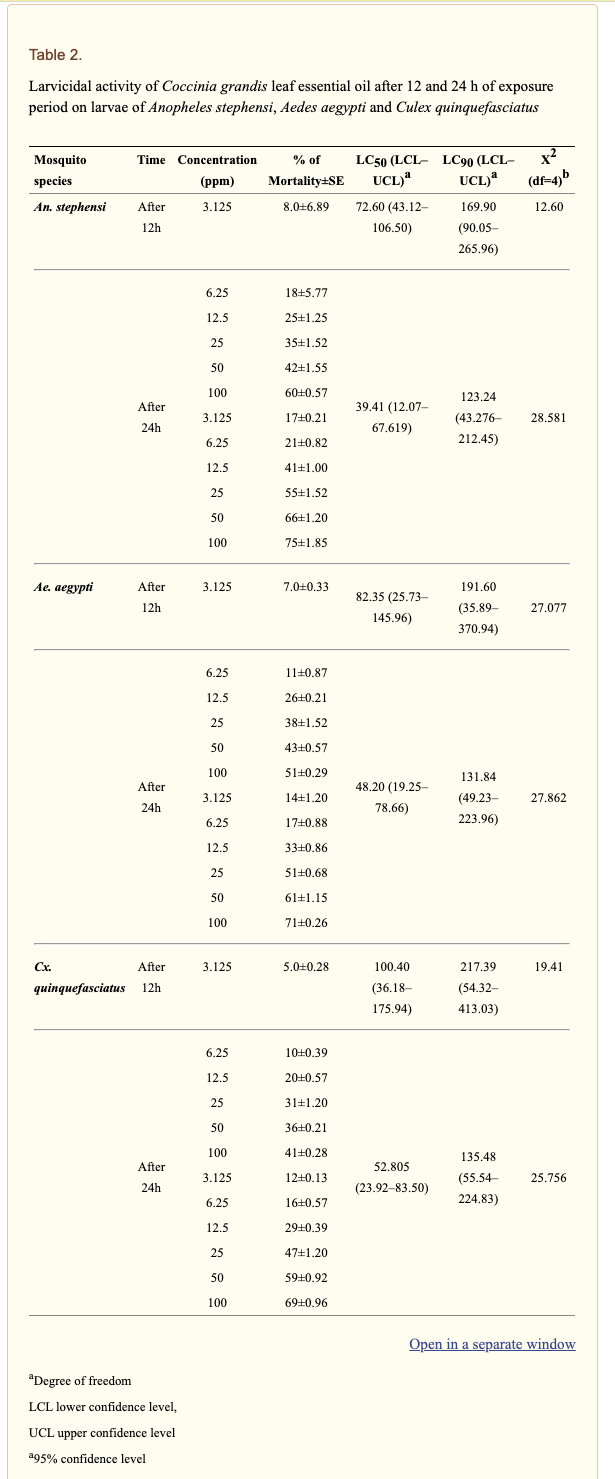 Table 2.
Larvicidal activity of Coccinia grandis leaf essential oil after 12 and 24 h of exposure
period on larvae of Anopheles stephensi, Aedes aegypti and Culex quinquefasciatus
Mosquito species Time Concentration (ppm) % of Mortality±SE LC50 (LCL–UCL)a LC90 (LCL–UCL)a X2 (df=4)b
An. stephensi After 12h 3.125 8.0±6.89 72.60 (43.12–106.50) 169.90 (90.05–265.96) 12.60
6.25 18±5.77
12.5 25±1.25
25 35±1.52
50 42±1.55
100 60±0.57
After 24h 3.125 17±0.21 39.41 (12.07–67.619) 123.24 (43.276–212.45) 28.581
6.25 21±0.82
12.5 41±1.00
25 55±1.52
50 66±1.20
100 75±1.85
Ae. aegypti After 12h 3.125 7.0±0.33 82.35 (25.73–145.96) 191.60 (35.89–370.94) 27.077
6.25 11±0.87
12.5 26±0.21
25 38±1.52
50 43±0.57
100 51±0.29
After 24h 3.125 14±1.20 48.20 (19.25–78.66) 131.84 (49.23–223.96) 27.862
6.25 17±0.88
12.5 33±0.86
25 51±0.68
50 61±1.15
100 71±0.26
Cx. quinquefasciatus After 12h 3.125 5.0±0.28 100.40 (36.18–175.94) 217.39 (54.32–413.03) 19.41
6.25 10±0.39
12.5 20±0.57
25 31±1.20
50 36±0.21
100 41±0.28
After 24h 3.125 12±0.13 52.805 (23.92–83.50) 135.48 (55.54–224.83) 25.756
6.25 16±0.57
12.5 29±0.39
25 47±1.20
50 59±0.92
100 69±0.96
Open in a separate window
aDegree of freedom
LCL lower confidence level,
UCL upper confidence level
a95% confidence level